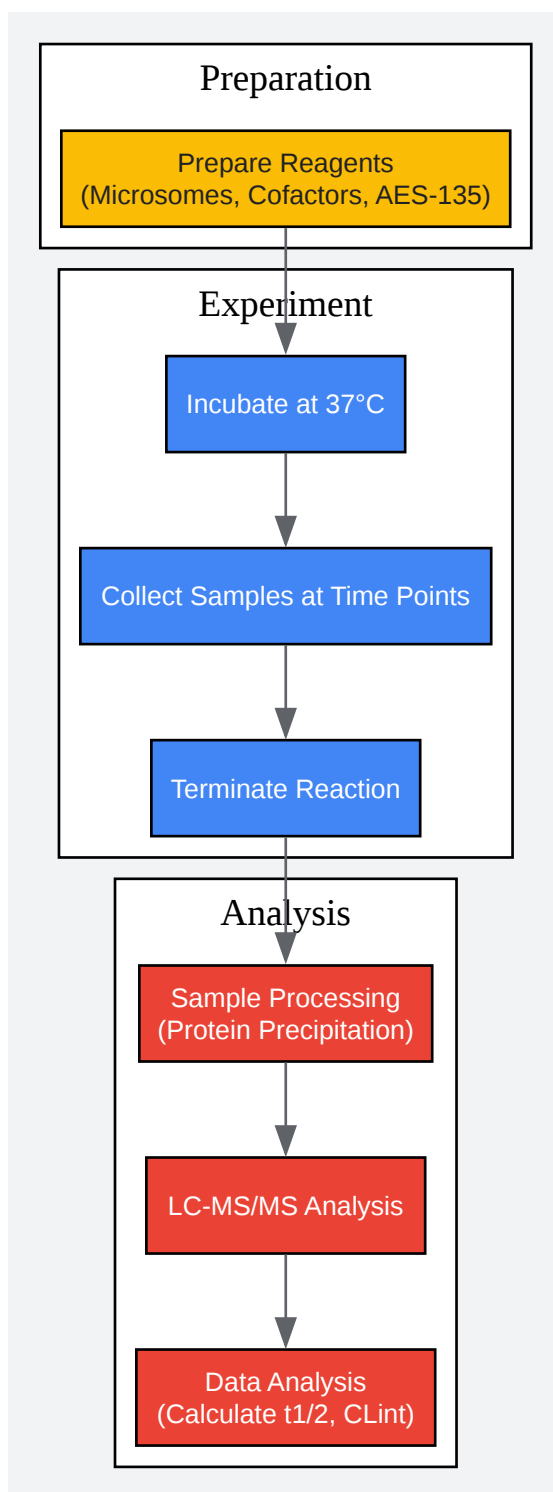 Preparation
Prepare Reagents
(Microsomes, Cofactors, AES-135)
Experiment
Incubate at 37°C
Collect Samples at Time Points
Terminate Reaction
Analysis
Sample Processing
(Protein Precipitation)
LC-MS/MS Analysis
Data Analysis
(Calculate t1/2, CLint)